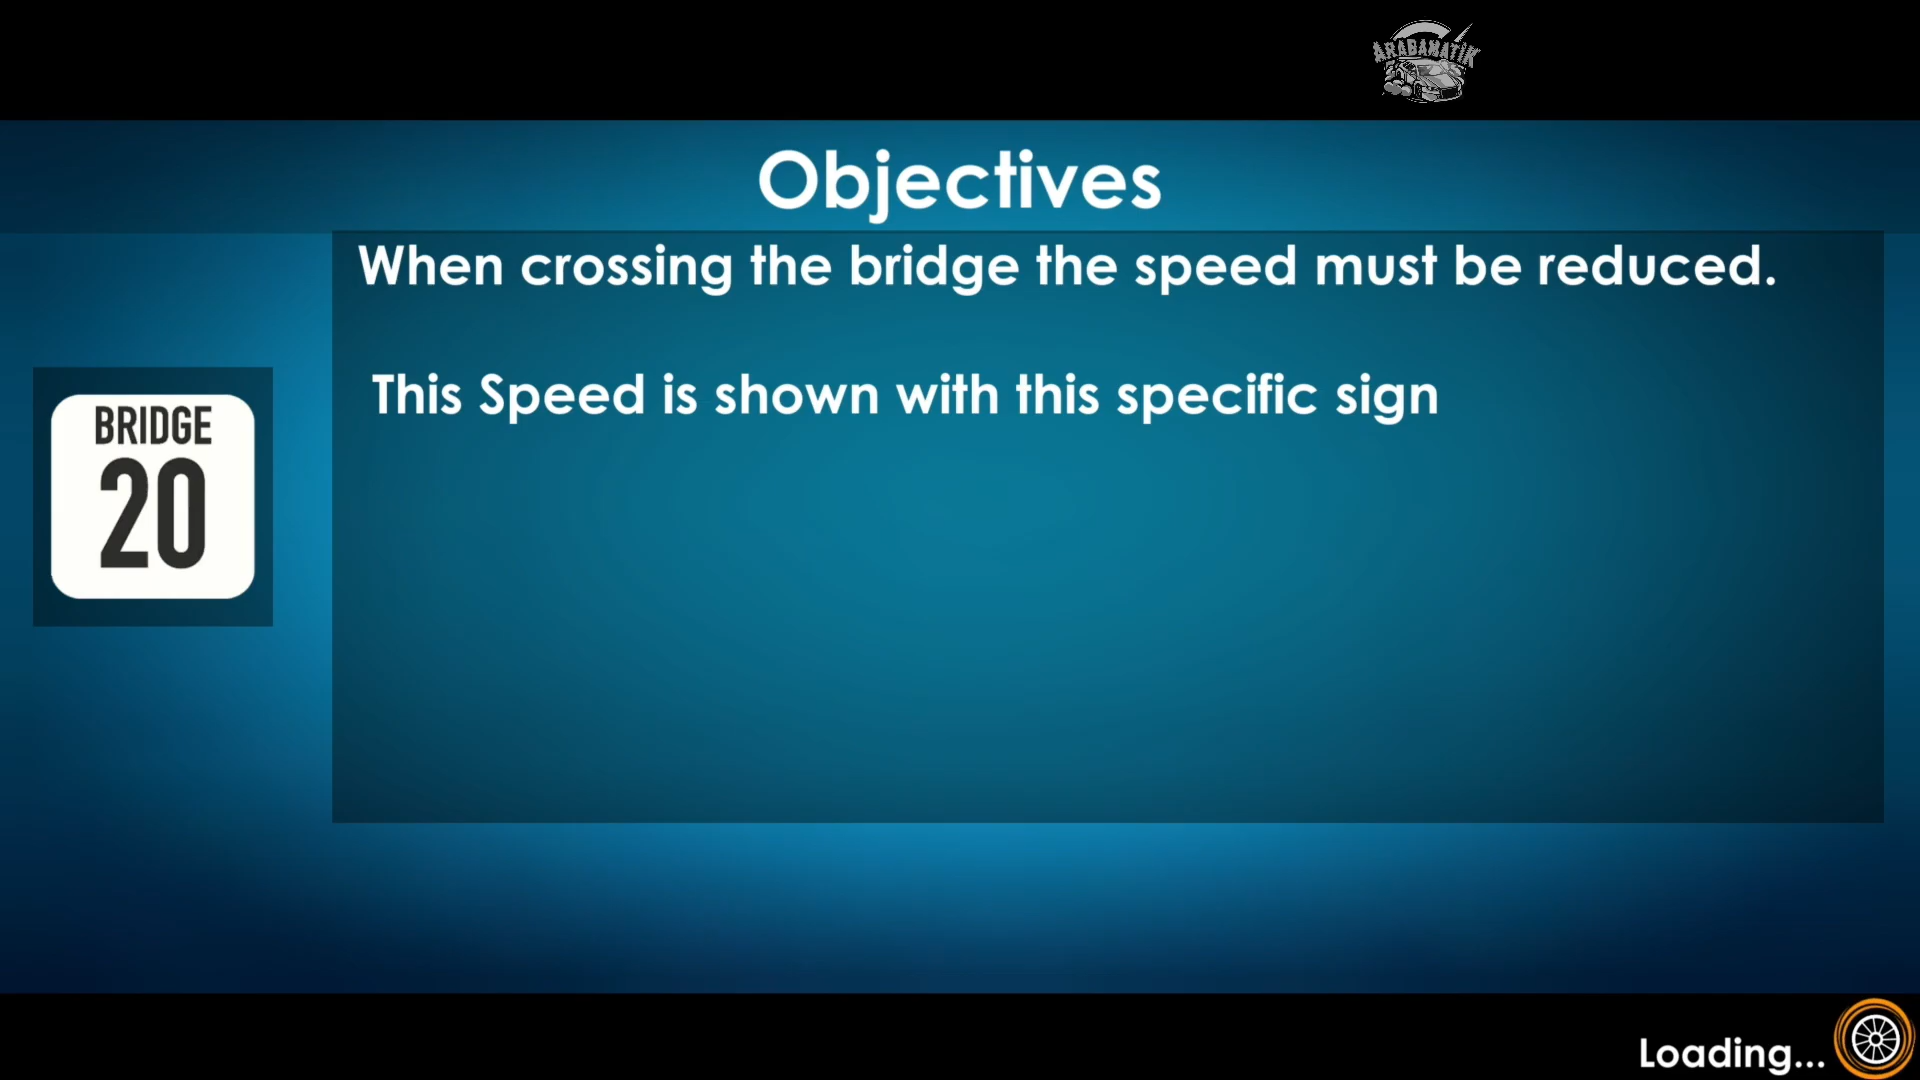 ARABAMATİK
Objectives
When crossing the bridge the speed must be reduced.
This Speed is shown with this specific sign
BRIDGE
20
Loading...